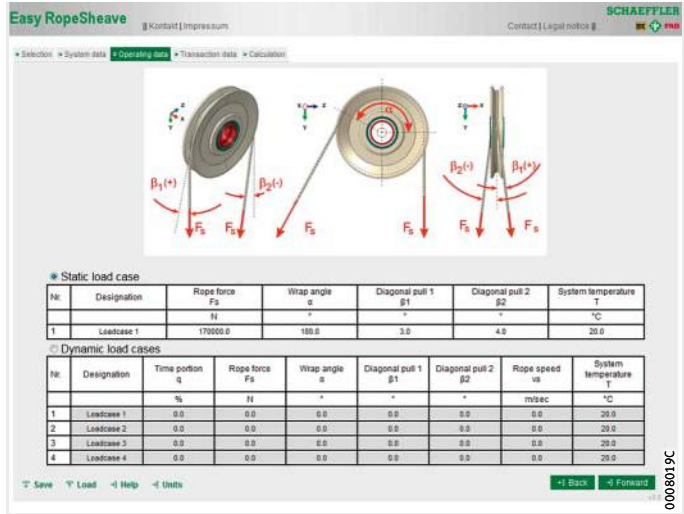 Easy RopeSheave || Kontakt | Impressum Contact | Legal notice || SCHAEFFLER
FAG
Selection System data Operating data Transaction data Calculation
Z X Y X Z Y Z X Y
α
β1(+) β2(-) β2(-) β1(+)
Fs Fs Fs Fs Fs Fs
Static load case
Nr. Designation Rope force Fs Wrap angle α Diagonal pull 1 β1 Diagonal pull 2 β2 System temperature T
N ° ° ° °C
1 Loadcase 1 170000.0 180.0 3.0 4.0 20.0
Dynamic load cases
Nr. Designation Time portion q Rope force Fs Wrap angle α Diagonal pull 1 β1 Diagonal pull 2 β2 Rope speed vs System temperature T
% N ° ° ° m/sec °C
1 Loadcase 1 0.0 0.0 0.0 0.0 0.0 0.0 20.0
2 Loadcase 2 0.0 0.0 0.0 0.0 0.0 0.0 20.0
3 Loadcase 3 0.0 0.0 0.0 0.0 0.0 0.0 20.0
4 Loadcase 4 0.0 0.0 0.0 0.0 0.0 0.0 20.0
Save Load Help Units Back Forward
0008019C